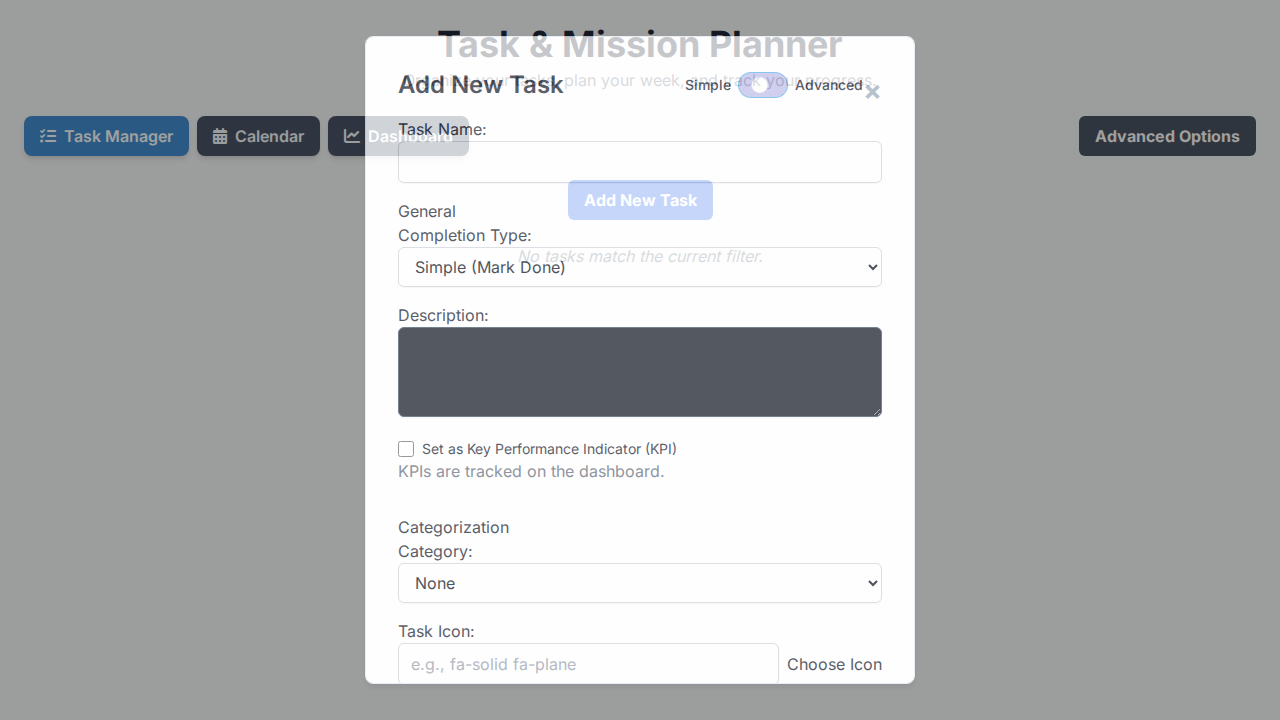 Task & Mission Planner
Organize your tasks, plan your week, and track your progress.
Add New Task
Simple
Advanced
×
Task Manager
Calendar
Dashboard
Advanced Options
Task Name:
Add New Task
General
Completion Type:
No tasks match the current filter.
Simple (Mark Done)
Description:
Set as Key Performance Indicator (KPI)
KPIs are tracked on the dashboard.
Categorization
Category:
None
Task Icon:
e.g., fa-solid fa-plane
Choose Icon